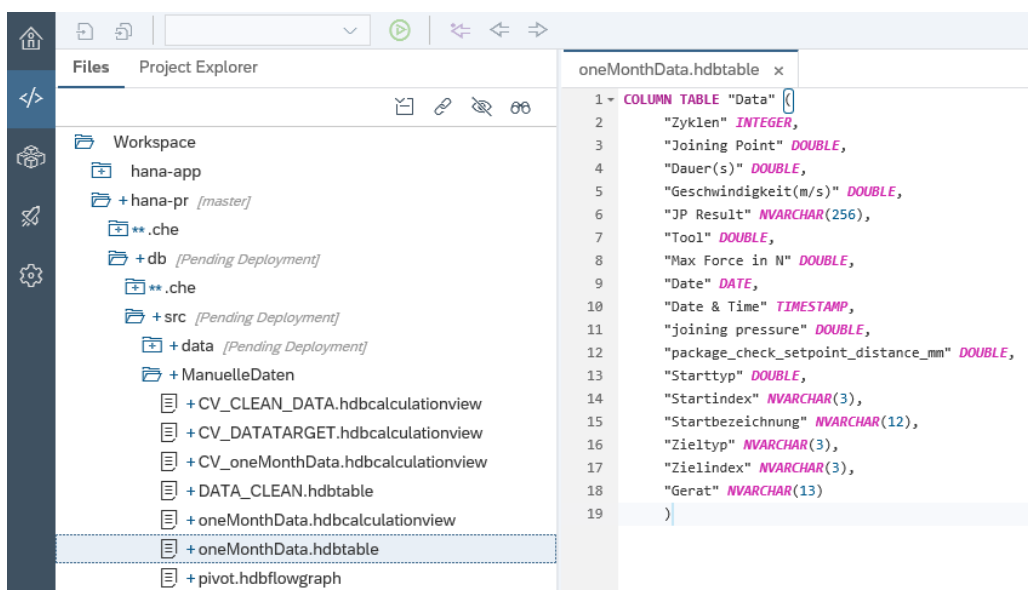 Files Project Explorer
Workspace
hana-app
+ hana-pr [master]
** .che
+ db [Pending Deployment]
** .che
+ src [Pending Deployment]
+ data [Pending Deployment]
+ ManuelleDaten
+ CV_CLEAN_DATA.hdbcalculationview
+ CV_DATATARGET.hdbcalculationview
+ CV_oneMonthData.hdbcalculationview
+ DATA_CLEAN.hdbtable
+ oneMonthData.hdbcalculationview
+ oneMonthData.hdbtable
+ pivot.hdbflowgraph
oneMonthData.hdbtable x
1 COLUMN TABLE "Data" (
2 "Zyklen" INTEGER,
3 "Joining Point" DOUBLE,
4 "Dauer(s)" DOUBLE,
5 "Geschwindigkeit(m/s)" DOUBLE,
6 "JP Result" NVARCHAR(256),
7 "Tool" DOUBLE,
8 "Max Force in N" DOUBLE,
9 "Date" DATE,
10 "Date & Time" TIMESTAMP,
11 "joining pressure" DOUBLE,
12 "package_check_setpoint_distance_mm" DOUBLE,
13 "Starttyp" DOUBLE,
14 "Startindex" NVARCHAR(3),
15 "Startbezeichnung" NVARCHAR(12),
16 "Zieltyp" NVARCHAR(3),
17 "Zielindex" NVARCHAR(3),
18 "Gerat" NVARCHAR(13)
19 )